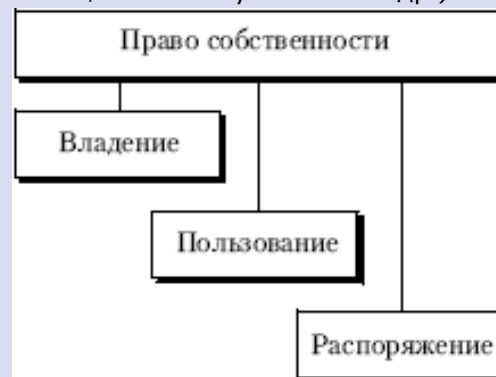 Право собственности
Владение
Пользование
Распоряжение